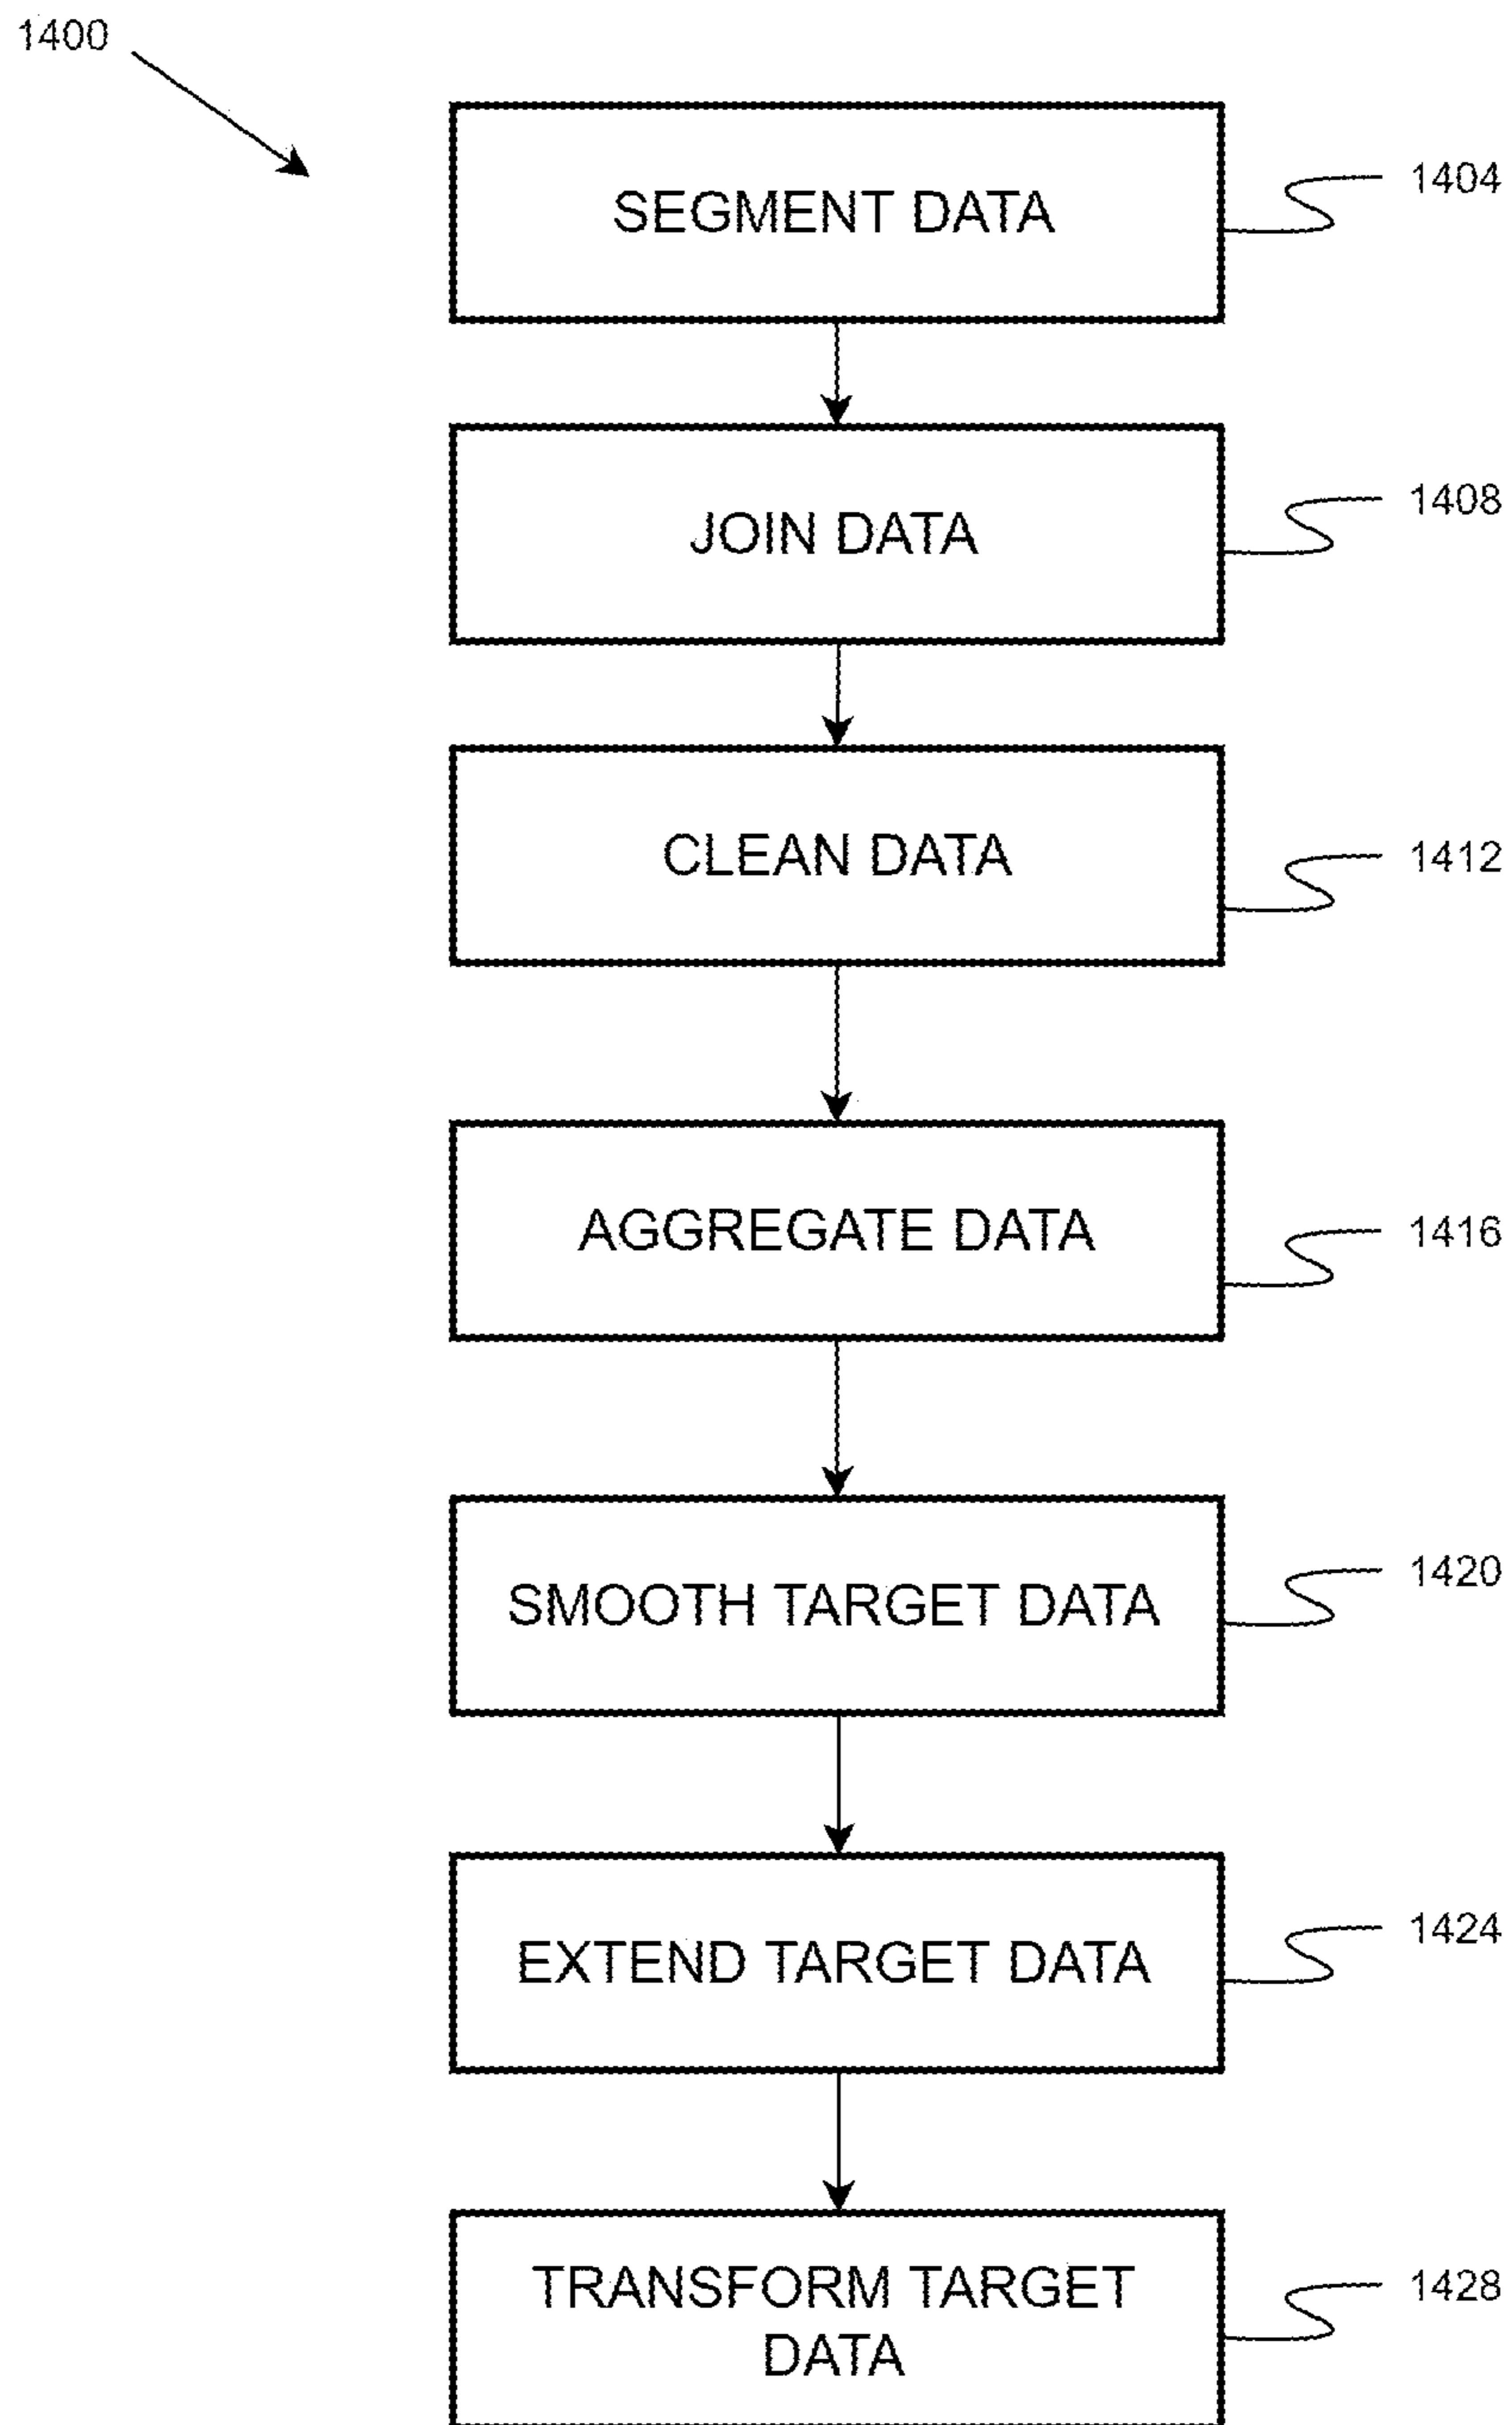 1400
SEGMENT DATA
1404
JOIN DATA
1408
CLEAN DATA
1412
AGGREGATE DATA
1416
SMOOTH TARGET DATA
1420
EXTEND TARGET DATA
1424
TRANSFORM TARGET
DATA
1428